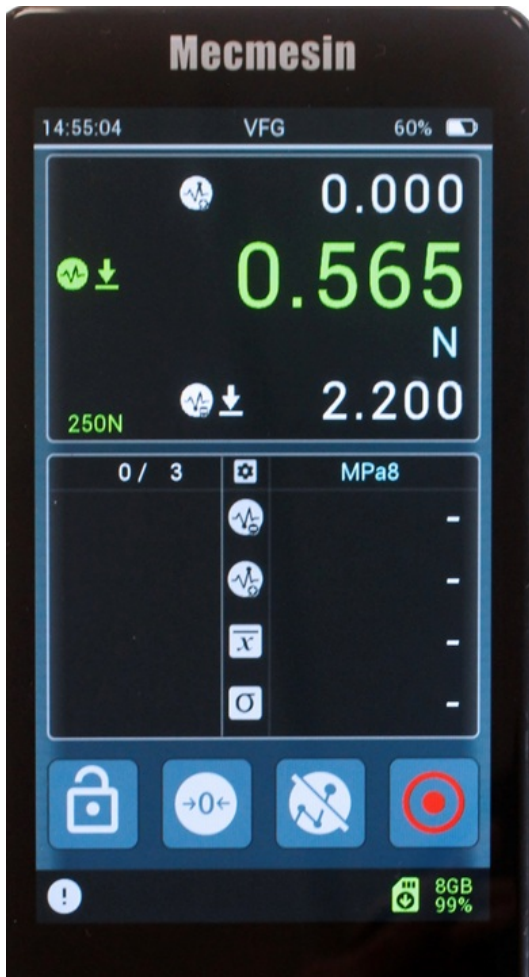 Mecmesin
14:55:04 VFG 60%
0.000
0.565
N
2.200
250N
0/ 3 MPa8
-
-
x -
σ -
→0←
! 8GB
99%